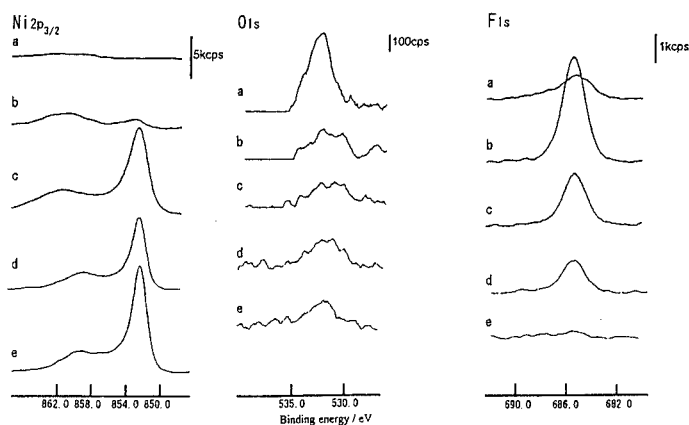 Ni2p3/2
a
5kcps
b
c
d
e
862.0 858.0 854.0 850.0
O1s
100cps
a
b
c
d
e
535.0 530.0
Binding energy / eV
F1s
1kcps
a
b
c
d
e
690.0 686.0 682.0